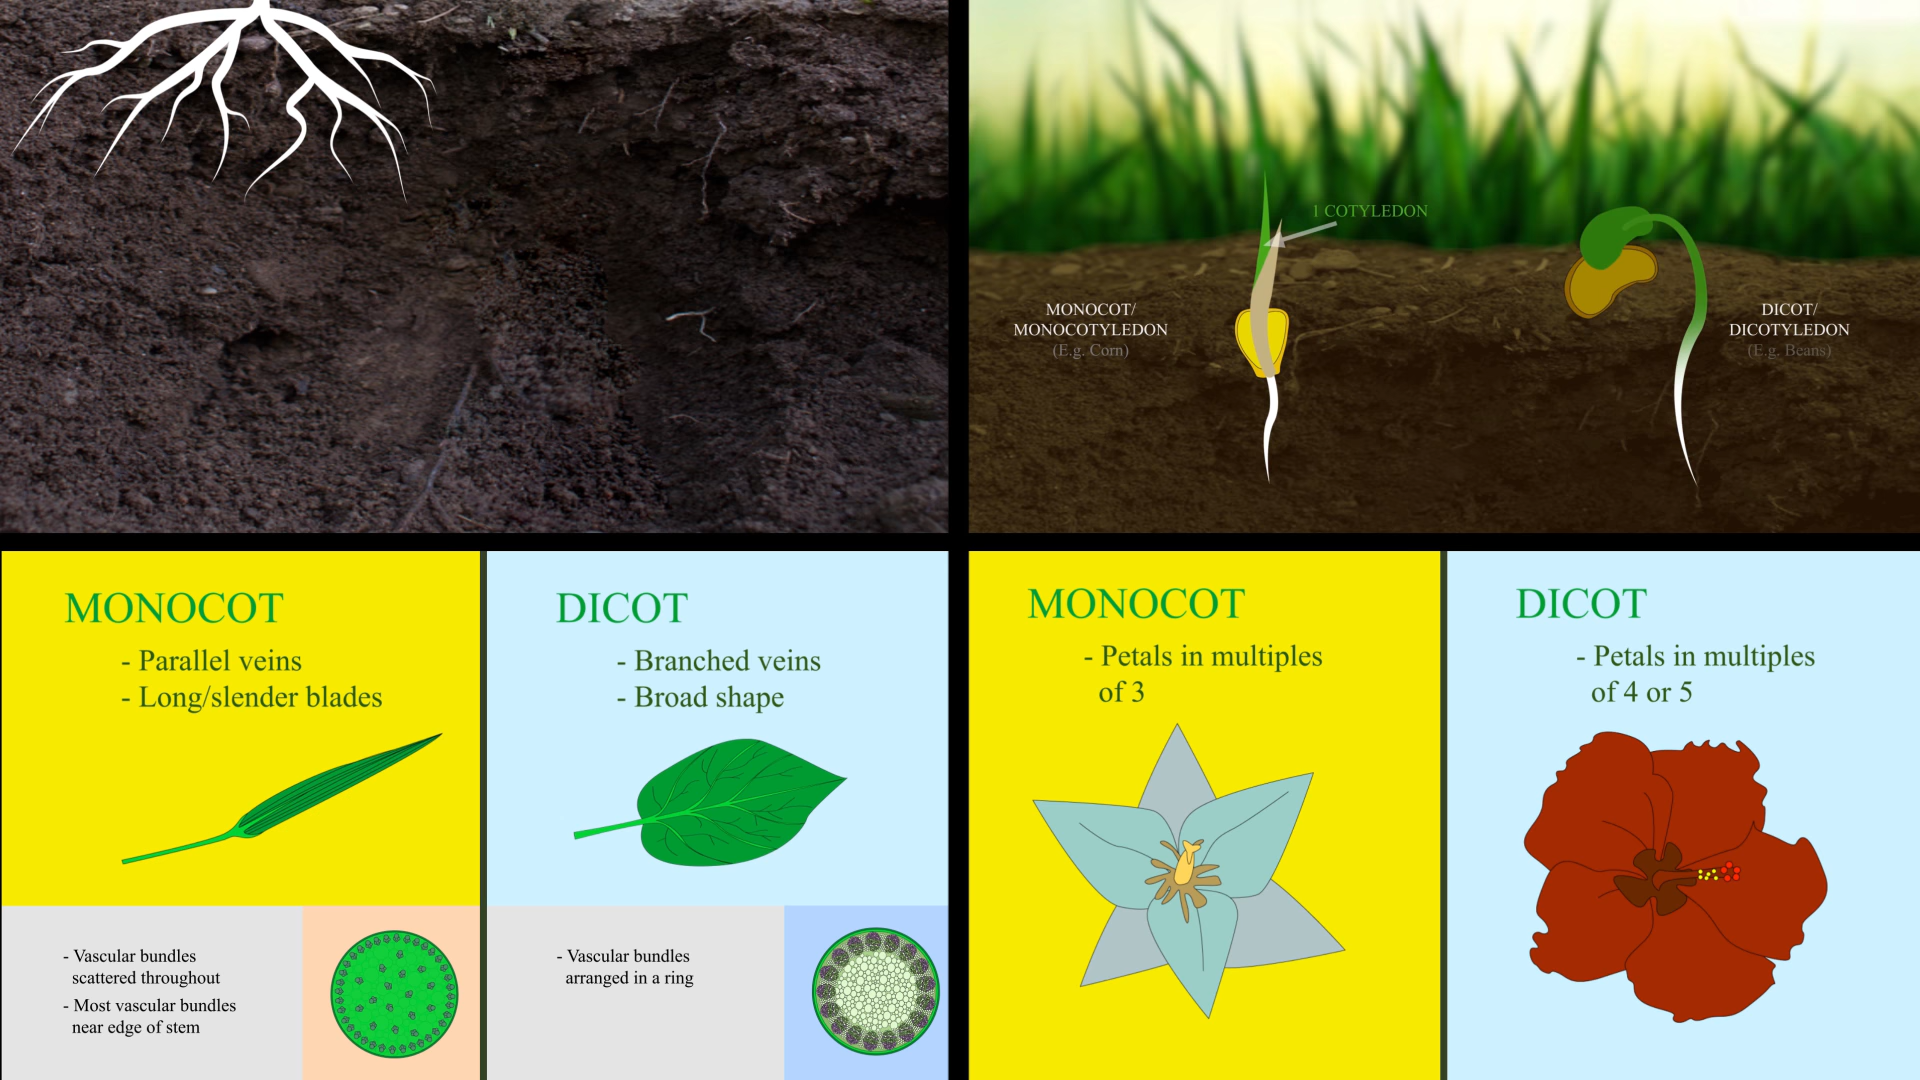 1 COTYLEDON
MONOCOT/
MONOCOTYLEDON
(E.g. Corn)
DICOT/
DICOTYLEDON
(E.g. Beans)
MONOCOT
- Parallel veins
- Long/slender blades
DICOT
- Branched veins
- Broad shape
- Vascular bundles
scattered throughout
- Most vascular bundles
near edge of stem
- Vascular bundles
arranged in a ring
MONOCOT
- Petals in multiples
of 3
DICOT
- Petals in multiples
of 4 or 5